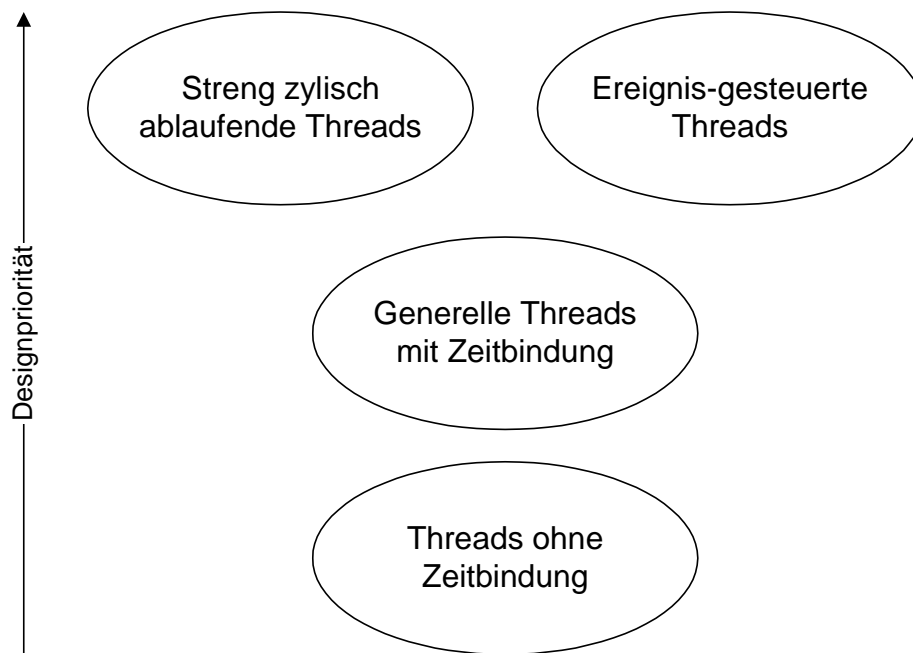 Streng zylisch
ablaufende Threads
Ereignis-gesteuerte
Threads
Designpriorität
Generelle Threads
mit Zeitbindung
Threads ohne
Zeitbindung